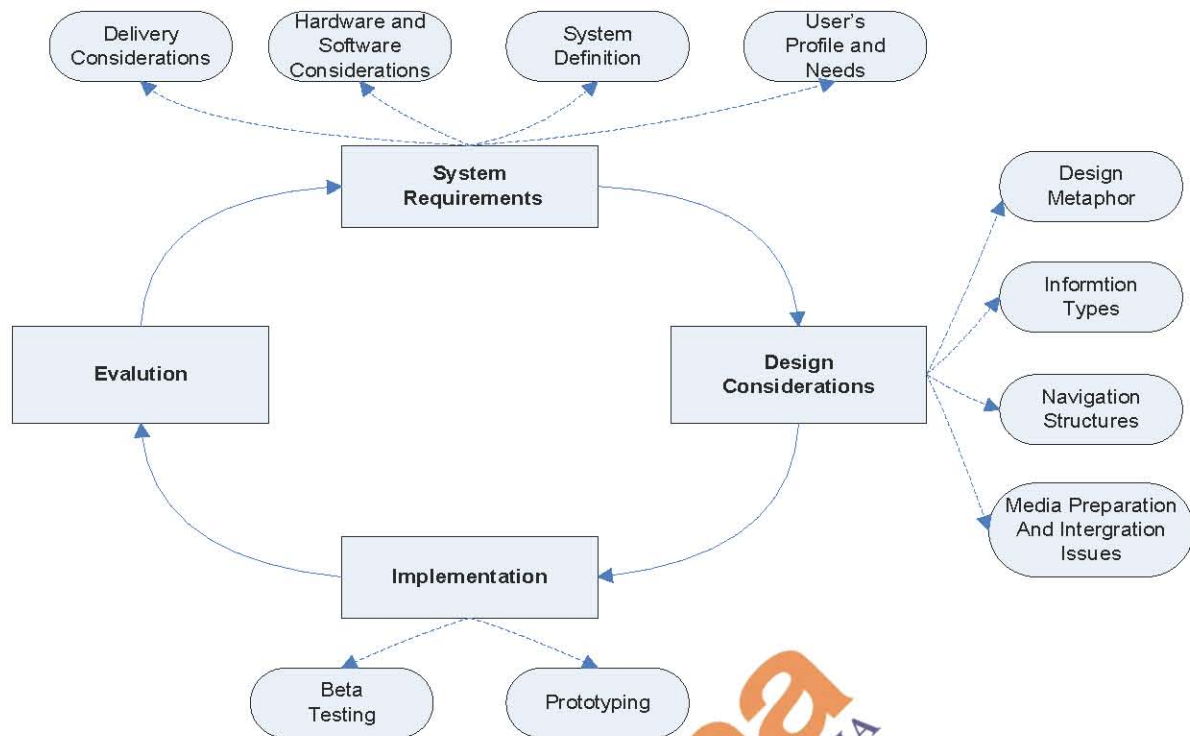 Delivery
Considerations
Hardware and
Software
Considerations
System
Definition
User's
Profile and
Needs
System
Requirements
Design
Metaphor
Informtion
Types
Evalution
Design
Considerations
Navigation
Structures
Media Preparation
And Intergration
Issues
Implementation
Beta
Testing
Prototyping